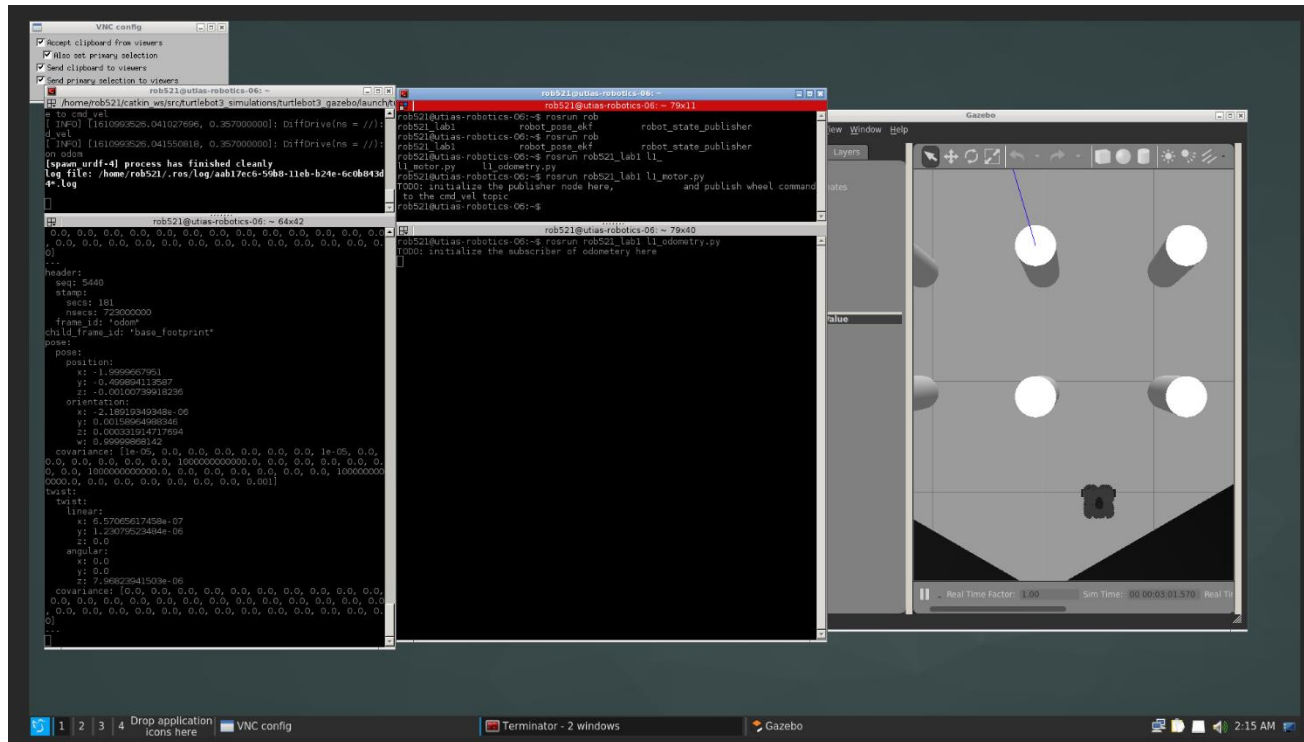 VNC config
Accept clipboard from viewers
Also set primary selection
Send clipboard to viewers
Send primary selection to viewers
rob521@utias-robotics-06: ~
/home/rob521/catkin_ws/src/turtlebot3_simulations/turtlebot3_gazebo/launch/tu
e to cmd_vel
[ INFO] [1610993526.041027696, 0.357000000]: DiffDrive(ns = //):
d_vel
[ INFO] [1610993526.041550818, 0.357000000]: DiffDrive(ns = //):
on odom
[spawn_urdf-4] process has finished cleanly
log file: /home/rob521/.ros/log/aab17ec6-59b8-11eb-b24e-6c0b843d
4*.log
rob521@utias-robotics-06: ~ 64x42
0.0, 0.0, 0.0, 0.0, 0.0, 0.0, 0.0, 0.0, 0.0, 0.0, 0.0, 0.0, 0.0
, 0.0, 0.0, 0.0, 0.0, 0.0, 0.0, 0.0, 0.0, 0.0, 0.0, 0.0, 0.0, 0.
0]
---
header:
seq: 5440
stamp:
secs: 181
nsecs: 723000000
frame_id: "odom"
child_frame_id: "base_footprint"
pose:
pose:
position:
x: -1.9999667951
y: -0.499894113587
z: -0.00100739918236
orientation:
x: -2.18919349348e-06
y: 0.00158964988346
z: 0.000331914717694
w: 0.99999868142
covariance: [1e-05, 0.0, 0.0, 0.0, 0.0, 0.0, 0.0, 1e-05, 0.0,
0.0, 0.0, 0.0, 0.0, 0.0, 1000000000000.0, 0.0, 0.0, 0.0, 0.0, 0.
0, 0.0, 1000000000000.0, 0.0, 0.0, 0.0, 0.0, 0.0, 0.0, 100000000
0000.0, 0.0, 0.0, 0.0, 0.0, 0.0, 0.0, 0.001]
twist:
twist:
linear:
x: 6.57065617458e-07
y: 1.23079523484e-06
z: 0.0
angular:
x: 0.0
y: 0.0
z: 7.96823941503e-06
covariance: [0.0, 0.0, 0.0, 0.0, 0.0, 0.0, 0.0, 0.0, 0.0, 0.0,
0.0, 0.0, 0.0, 0.0, 0.0, 0.0, 0.0, 0.0, 0.0, 0.0, 0.0, 0.0, 0.0
, 0.0, 0.0, 0.0, 0.0, 0.0, 0.0, 0.0, 0.0, 0.0, 0.0, 0.0, 0.0, 0.
0]
---
rob521@utias-robotics-06: ~
rob521@utias-robotics-06: ~ 79x11
rob521@utias-robotics-06:~$ rosrun rob
rob521_lab1 robot_pose_ekf robot_state_publisher
rob521@utias-robotics-06:~$ rosrun rob
rob521_lab1 robot_pose_ekf robot_state_publisher
rob521@utias-robotics-06:~$ rosrun rob521_lab1 l1_
l1_motor.py l1_odometry.py
rob521@utias-robotics-06:~$ rosrun rob521_lab1 l1_motor.py
TODO: initialize the publisher node here, and publish wheel command
to the cmd_vel topic
rob521@utias-robotics-06:~$
rob521@utias-robotics-06: ~ 79x40
rob521@utias-robotics-06:~$ rosrun rob521_lab1 l1_odometry.py
TODO: initialize the subscriber of odometery here
Gazebo
iew Window Help
Layers
Value
Real Time Factor: 1.00 Sim Time: 00 00:03:01.570 Real Ti
1 2 3 4 Drop application icons here VNC config Terminator - 2 windows Gazebo 2:15 AM